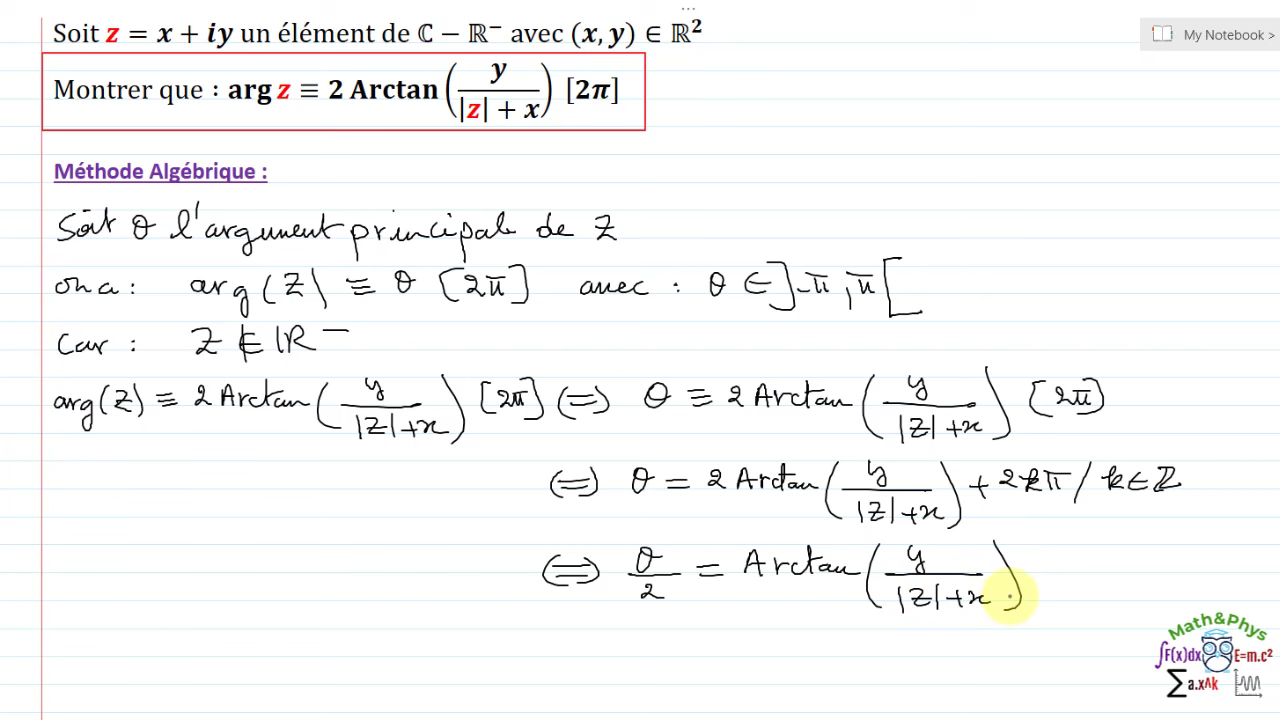 Soit z = x + iy un élément de ℂ − ℝ⁻ avec (x, y) ∈ ℝ²
My Notebook >
Montrer que : arg z ≡ 2 Arctan (y / (|z| + x)) [2π]
Méthode Algébrique :
Soit θ l'argument principale de Z
on a : arg (Z) ≡ θ [2π] avec : θ ∈ ]-π, π[
Car : Z ∉ ℝ⁻
arg(Z) ≡ 2 Arctan (y / (|Z|+x)) [2π] ⟺ θ ≡ 2 Arctan (y / (|Z|+x)) [2π]
⟺ θ = 2 Arctan (y / (|Z|+x)) + 2kπ / k ∈ ℤ
⟺ θ/2 = Arctan (y / (|Z|+x))
Math&Phys
∫F(x)dx E=m.c²
∑ a.xAk